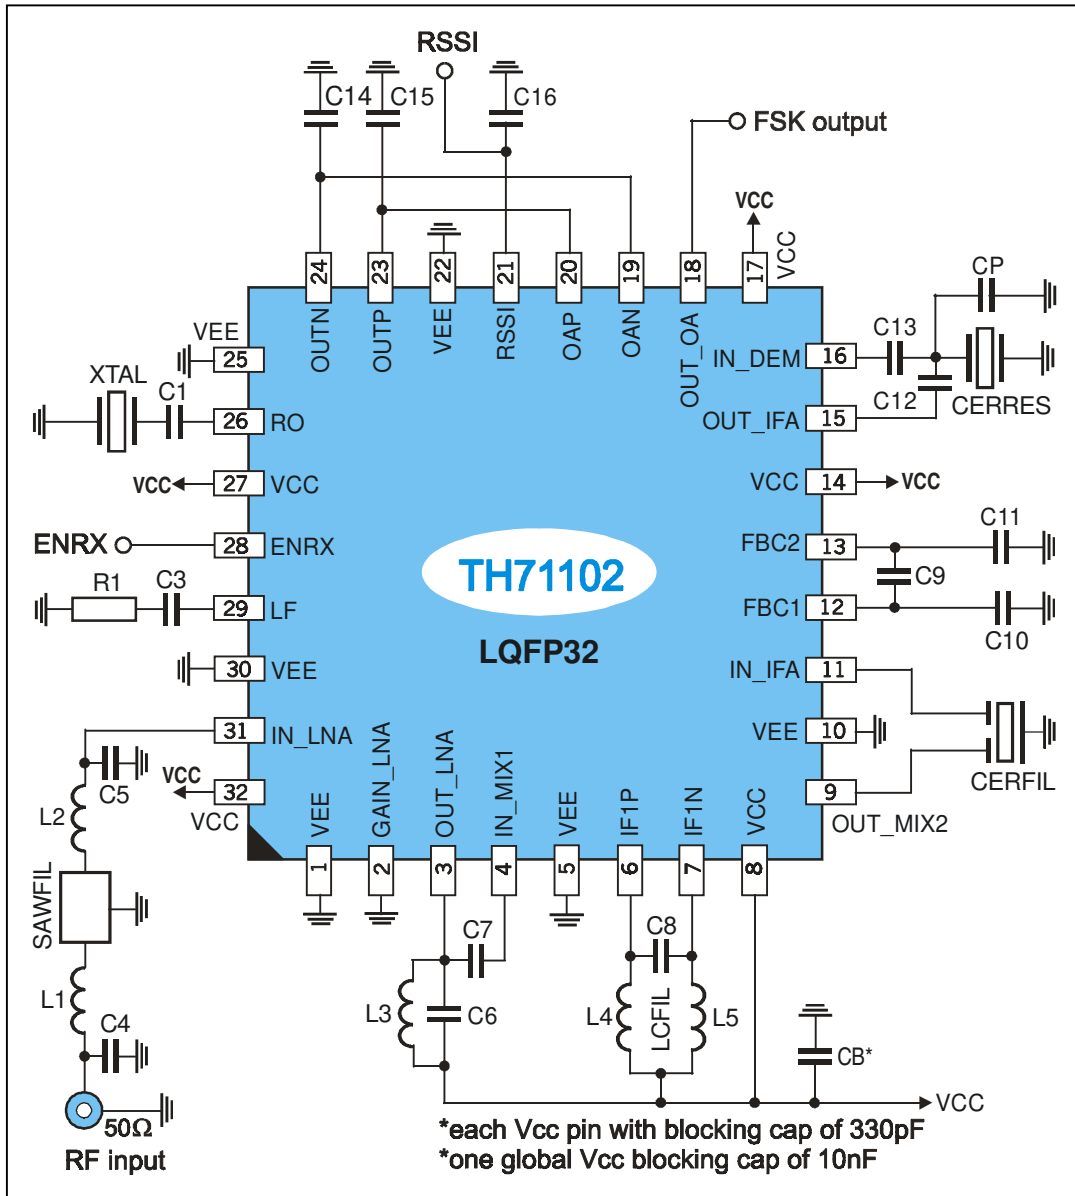 RSSI
C14
C15
C16
FSK output
VCC
VCC
24
23
22
21
20
19
18
17
OUTN
OUTP
VEE
RSSI
OAP
OAN
OUT_OA
CP
VEE
25
XTAL
C1
26
RO
VCC
27
VCC
ENRX
28
ENRX
R1
C3
29
LF
30
VEE
31
IN_LNA
C5
VCC
32
VCC
L2
SAWFIL
L1
C4
50Ω
RF input
TH71102
LQFP32
IN_DEM
16
C13
C12
CERRES
OUT_IFA
15
VCC
14
VCC
FBC2
13
C11
C9
FBC1
12
C10
IN_IFA
11
VEE
10
CERFIL
9
OUT_MIX2
VEE
GAIN_LNA
OUT_LNA
IN_MIX1
VEE
IF1P
IF1N
VCC
1
2
3
4
5
6
7
8
C7
C8
L3
C6
L4
LCFIL
L5
CB*
VCC
*each Vcc pin with blocking cap of 330pF
*one global Vcc blocking cap of 10nF